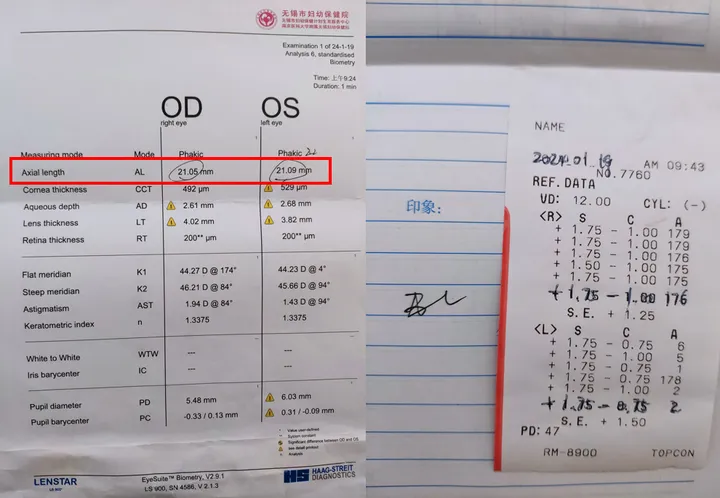 无锡市妇幼保健院
Examination 1 of 24-1-19
Analysis 6, standardised
Biometry
Time: 上午9:24
Duration: 1 min
OD OS
right eye left eye
Measuring mode Mode Phakic Phakic
Axial length AL 21.05 mm 21.09 mm
Cornea thickness CCT 492 µm 529 µm
Aqueous depth AD 2.61 mm 2.68 mm
Lens thickness LT 4.02 mm 3.82 mm
Retina thickness RT 200** µm 200** µm
Flat meridian K1 44.27 D @ 174° 44.23 D @ 4°
Steep meridian K2 46.21 D @ 84° 45.66 D @ 94°
Astigmatism AST 1.94 D @ 84° 1.43 D @ 94°
Keratometric index n 1.3375 1.3375
White to White WTW --- ---
Iris barycenter IC --- ---
Pupil diameter PD 5.48 mm 6.03 mm
Pupil barycenter PC -0.33 / 0.13 mm 0.31 / -0.09 mm
LENSTAR
EyeSuite™ Biometry, V2.9.1
LS 900, SN 4586, V 2.1.3
HS HAAG-STREIT
DIAGNOSTICS
印象:
NAME
2024.01.19 AM 09:43
No.7760
REF.DATA
VD: 12.00 CYL: (-)
<R> S C A
+ 1.75 - 1.00 179
+ 1.75 - 1.00 179
+ 1.75 - 1.00 176
+ 1.50 - 1.00 175
+ 1.75 - 1.00 175
+ 1.75 - 1.00 176
S.E. + 1.25
<L> S C A
+ 1.75 - 0.75 6
+ 1.75 - 1.00 5
+ 1.75 - 0.75 1
+ 1.75 - 0.75 178
+ 1.75 - 1.00 2
+ 1.75 - 0.75 2
S.E. + 1.50
PD: 47
RM-8900 TOPCON